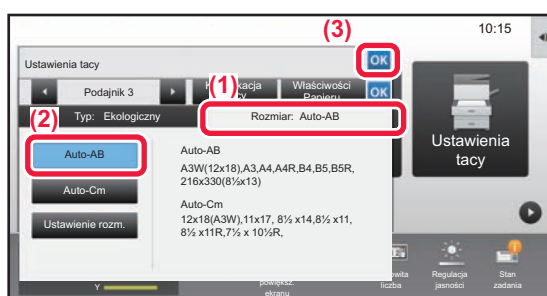 10:15
(3)
Ustawienia tacy
OK
Podajnik 3
(1)
Właściwości
Papieru
OK
(2)
Typ: Ekologiczny
Rozmiar: Auto-AB
Auto-AB
Auto-Cm
Ustawienie rozm.
Auto-AB
A3W(12x18),A3,A4,A4R,B4,B5,B5R,
216x330(8½x13)
Auto-Cm
12x18(A3W),11x17, 8½ x14,8½ x11,
8½ x11R,7½ x 10½R,
Ustawienia
tacy
Y
powiększ.
ekranu
liczba
Regulacja
jasności
Stan
zadania